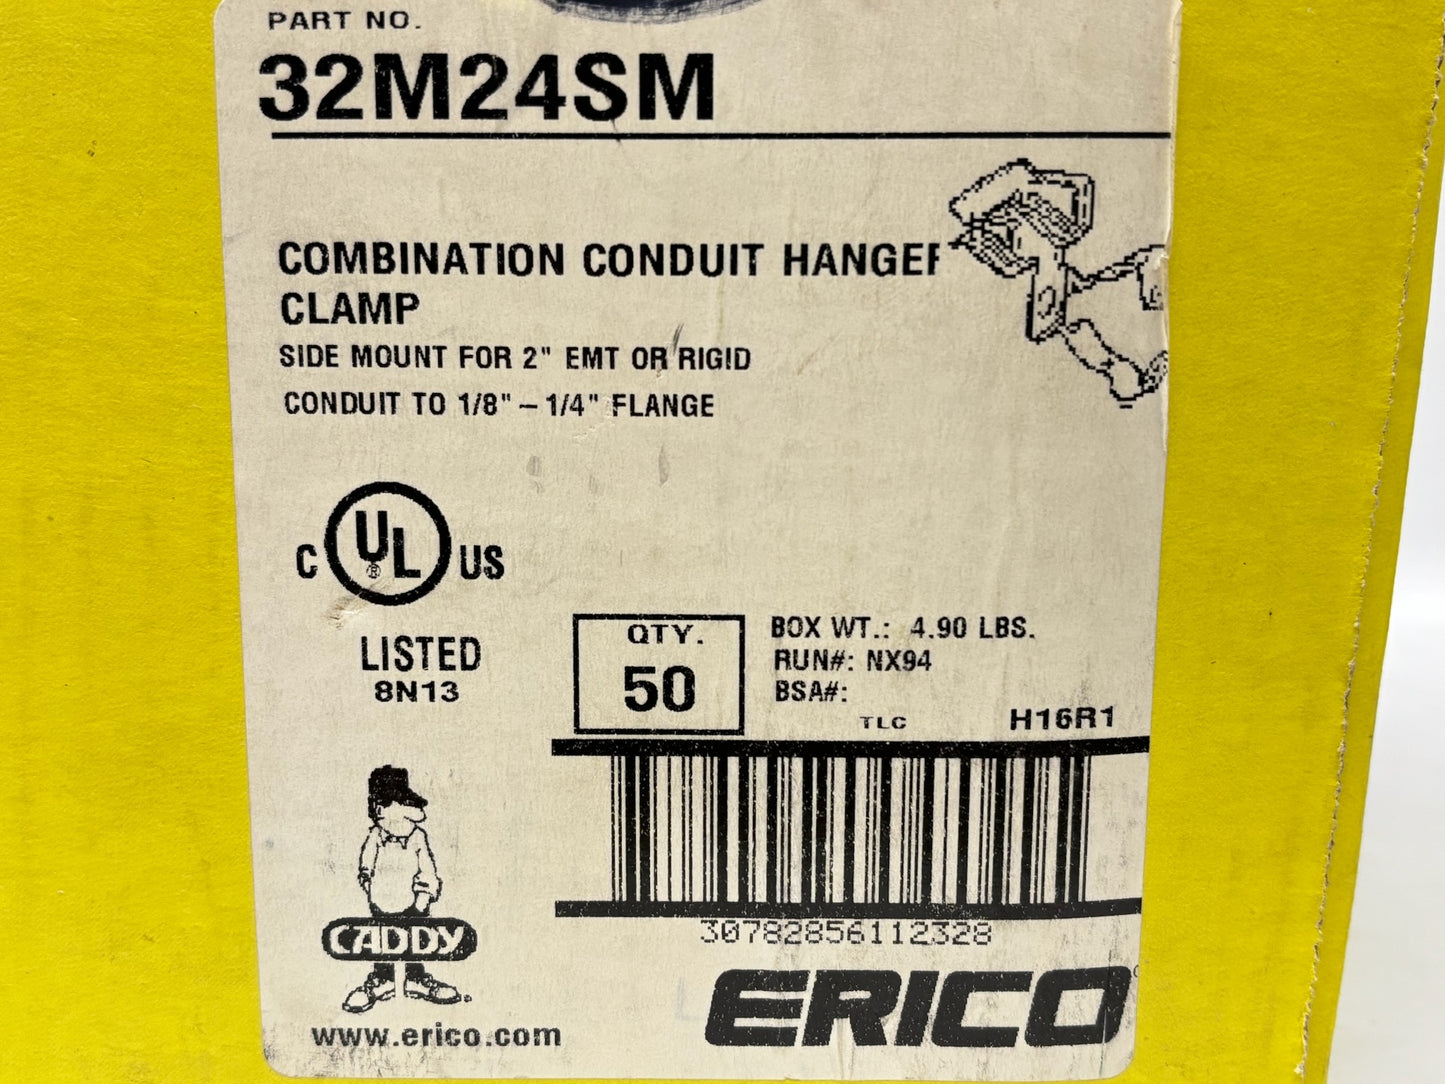 PART NO.
32M24SM
COMBINATION CONDUIT HANGER
CLAMP
SIDE MOUNT FOR 2" EMT OR RIGID
CONDUIT TO 1/8" – 1/4" FLANGE
C UL® US
LISTED
8N13
QTY.
50
BOX WT.: 4.90 LBS.
RUN#: NX94
BSA#:
TLC H16R1
30782856112328
CADDY
www.erico.com
ERICO